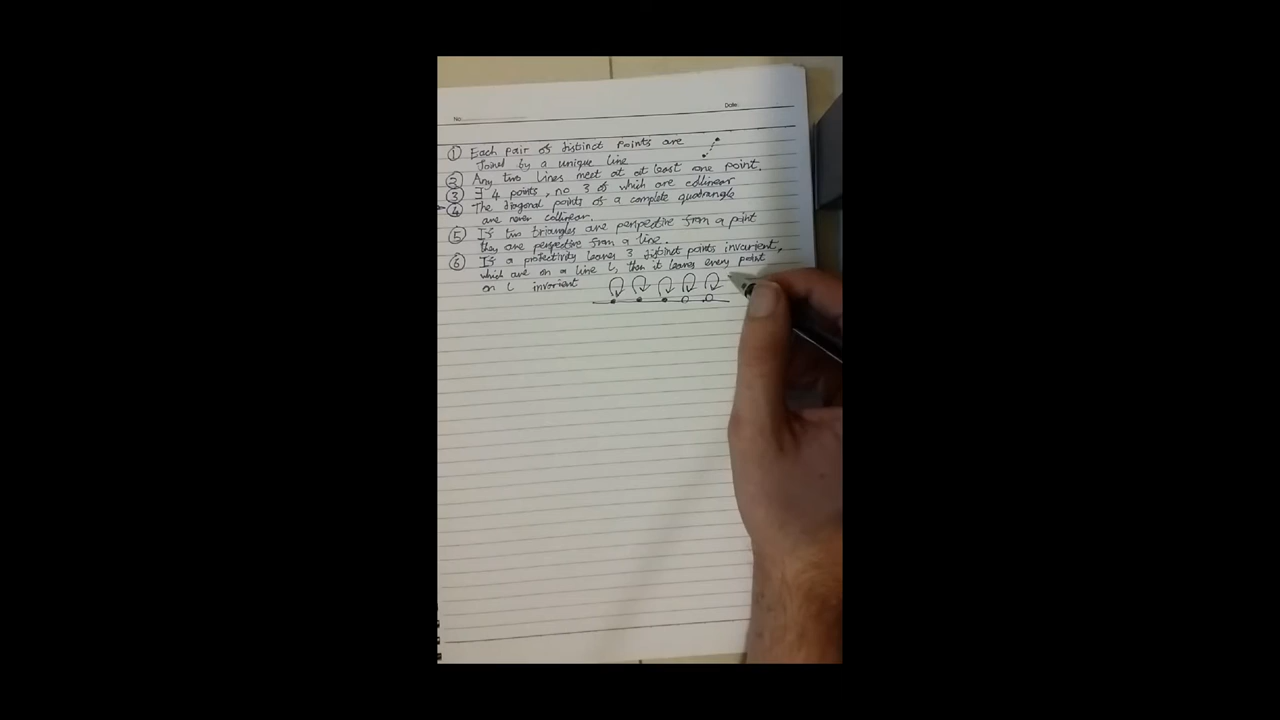 Date:
No.
① Each pair of distinct points are
Joined by a unique line
② Any two lines meet at at least one point.
③ ∃ 4 points, no 3 of which are collinear
④ The diagonal points of a complete quadrangle
are never collinear.
⑤ If two triangles are perspective from a point
they are perspective from a line.
⑥ If a projectivity leaves 3 distinct points invarient,
which are on a line l, then it leaves every point
on l invarient